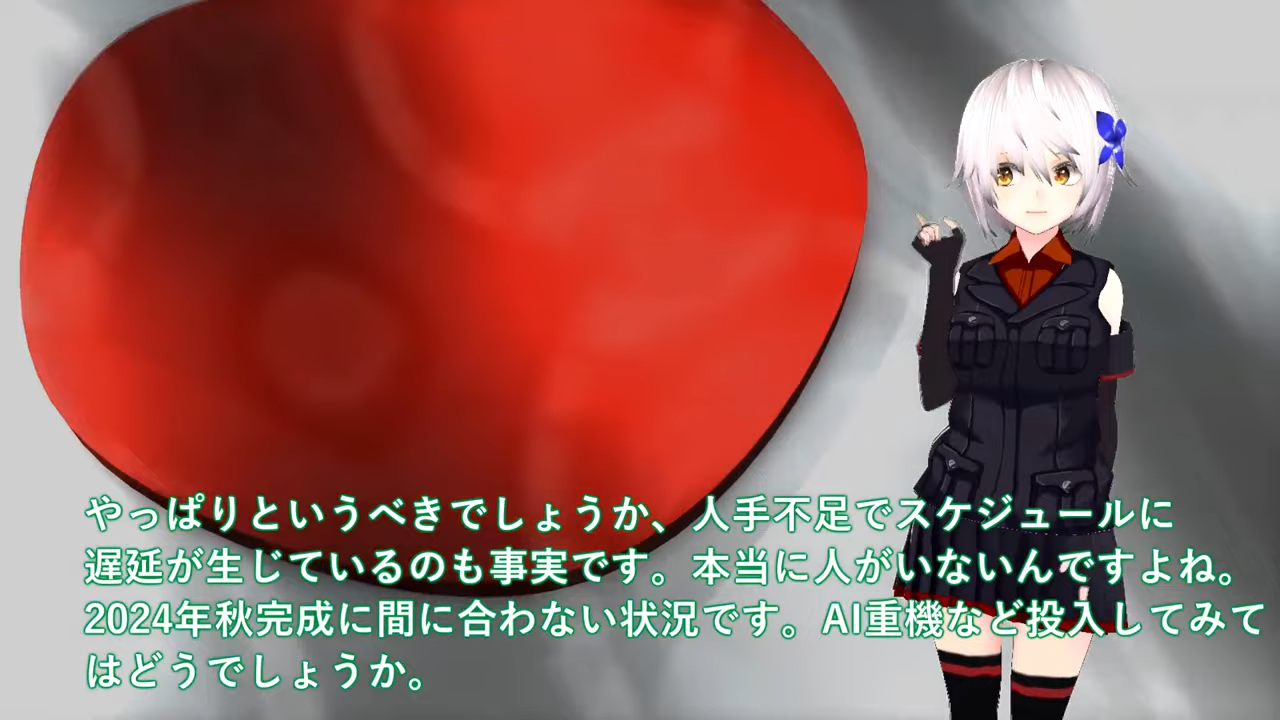 やっぱりというべきでしょうか、人手不足でスケジュールに
遅延が生じているのも事実です。本当に人がいないんですよね。
2024年秋完成に間に合わない状況です。AI重機など投入してみて
はどうでしょうか。